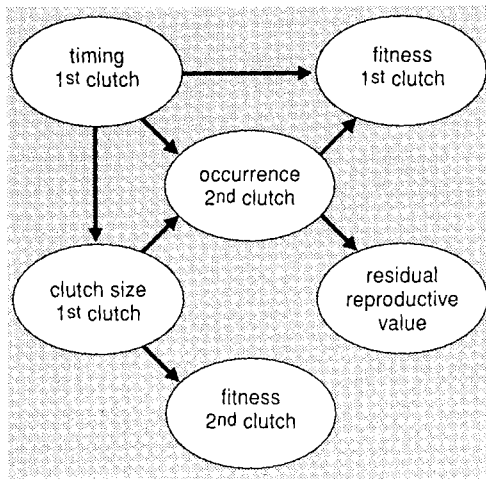 timing
1st clutch
fitness
1st clutch
occurrence
2nd clutch
clutch size
1st clutch
residual
reproductive
value
fitness
2nd clutch